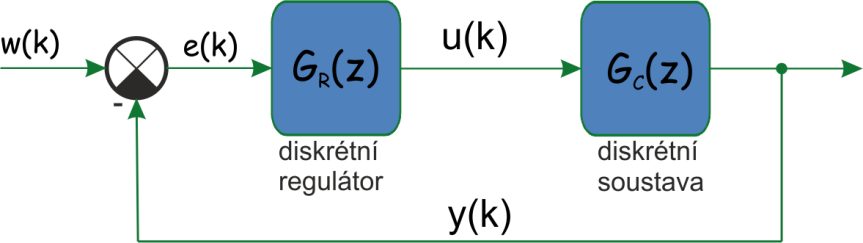 w(k)
e(k)
G_R(z)
u(k)
G_C(z)
-
diskrétní
regulátor
diskrétní
soustava
y(k)